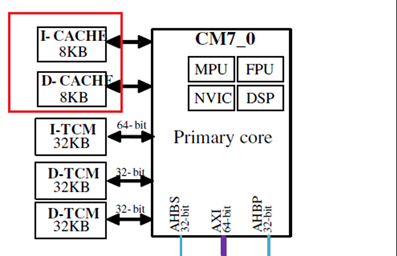 I- CACHE
8KB
D- CACHE
8KB
I-TCM
32KB
D-TCM
32KB
D-TCM
32KB
64-bit
32-bit
32-bit
CM7_0
MPU
FPU
NVIC
DSP
Primary core
AHBS
32-bit
AXI
64-bit
AHBP
32-bit